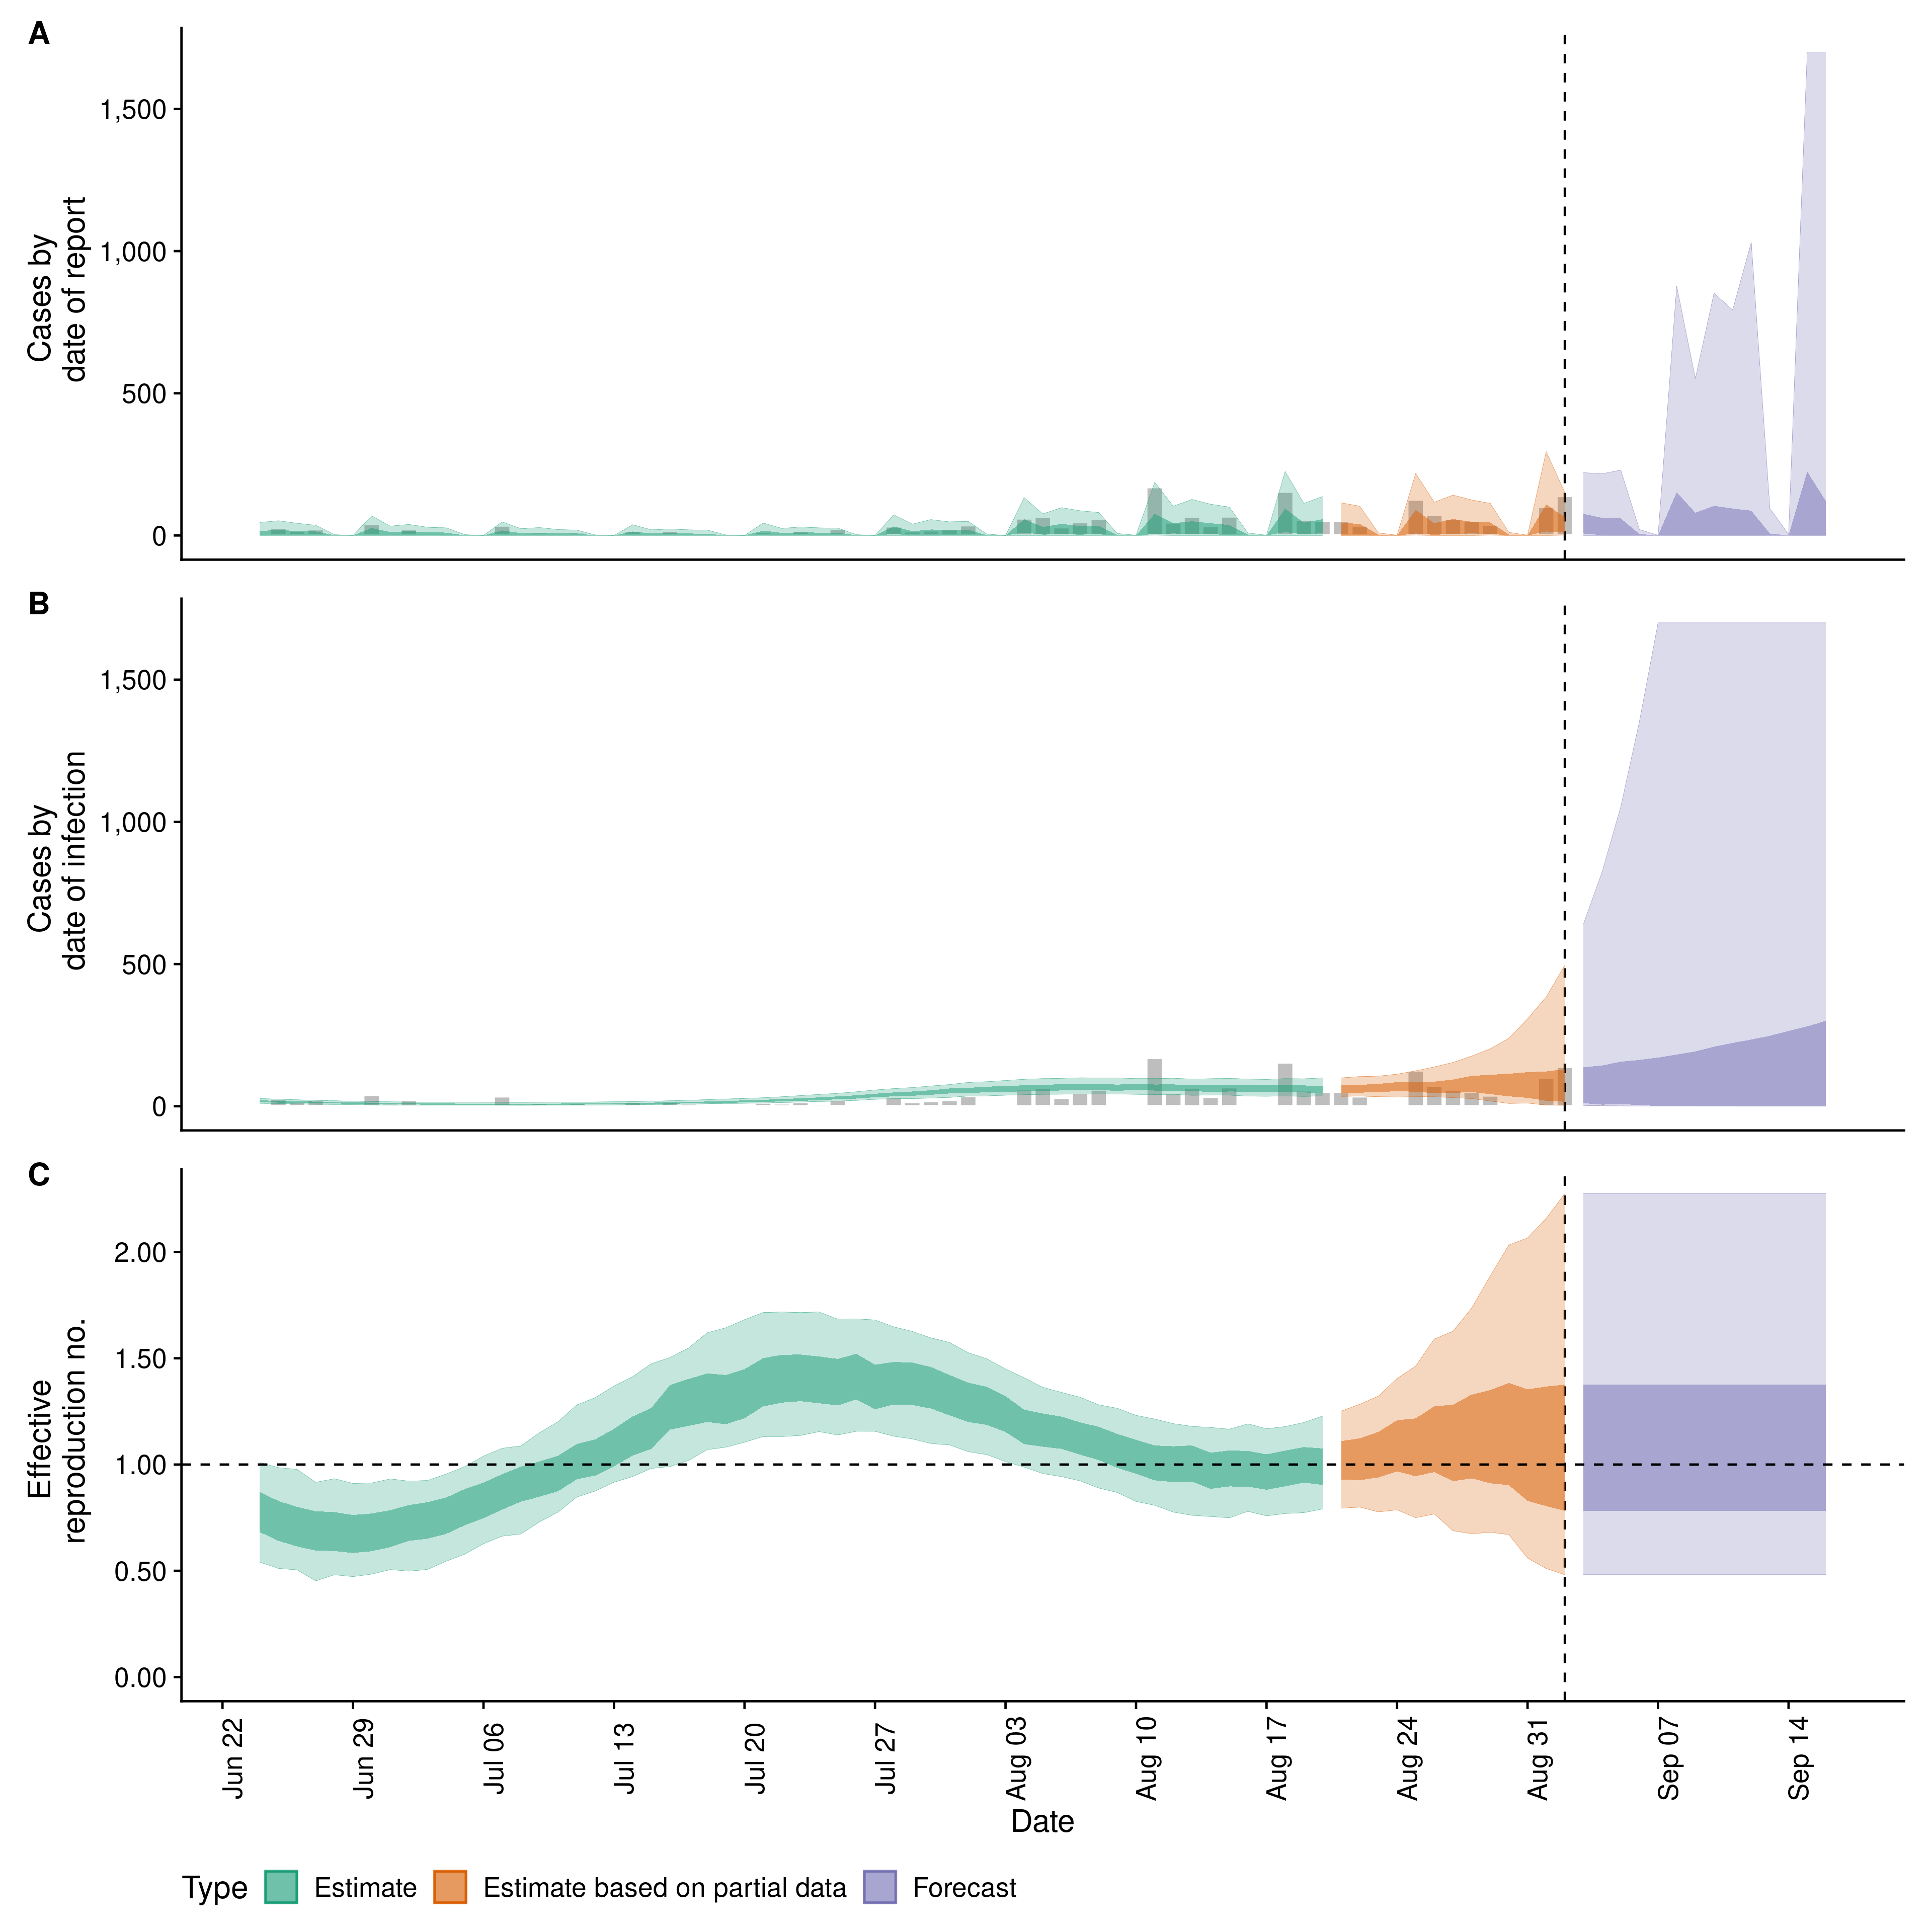 A
Cases by
date of report
1,500
1,000
500
0
B
Cases by
date of infection
1,500
1,000
500
0
C
Effective
reproduction no.
2.00
1.50
1.00
0.50
0.00
Jun 22
Jun 29
Jul 06
Jul 13
Jul 20
Jul 27
Aug 03
Aug 10
Aug 17
Aug 24
Aug 31
Sep 07
Sep 14
Date
Type Estimate Estimate based on partial data Forecast